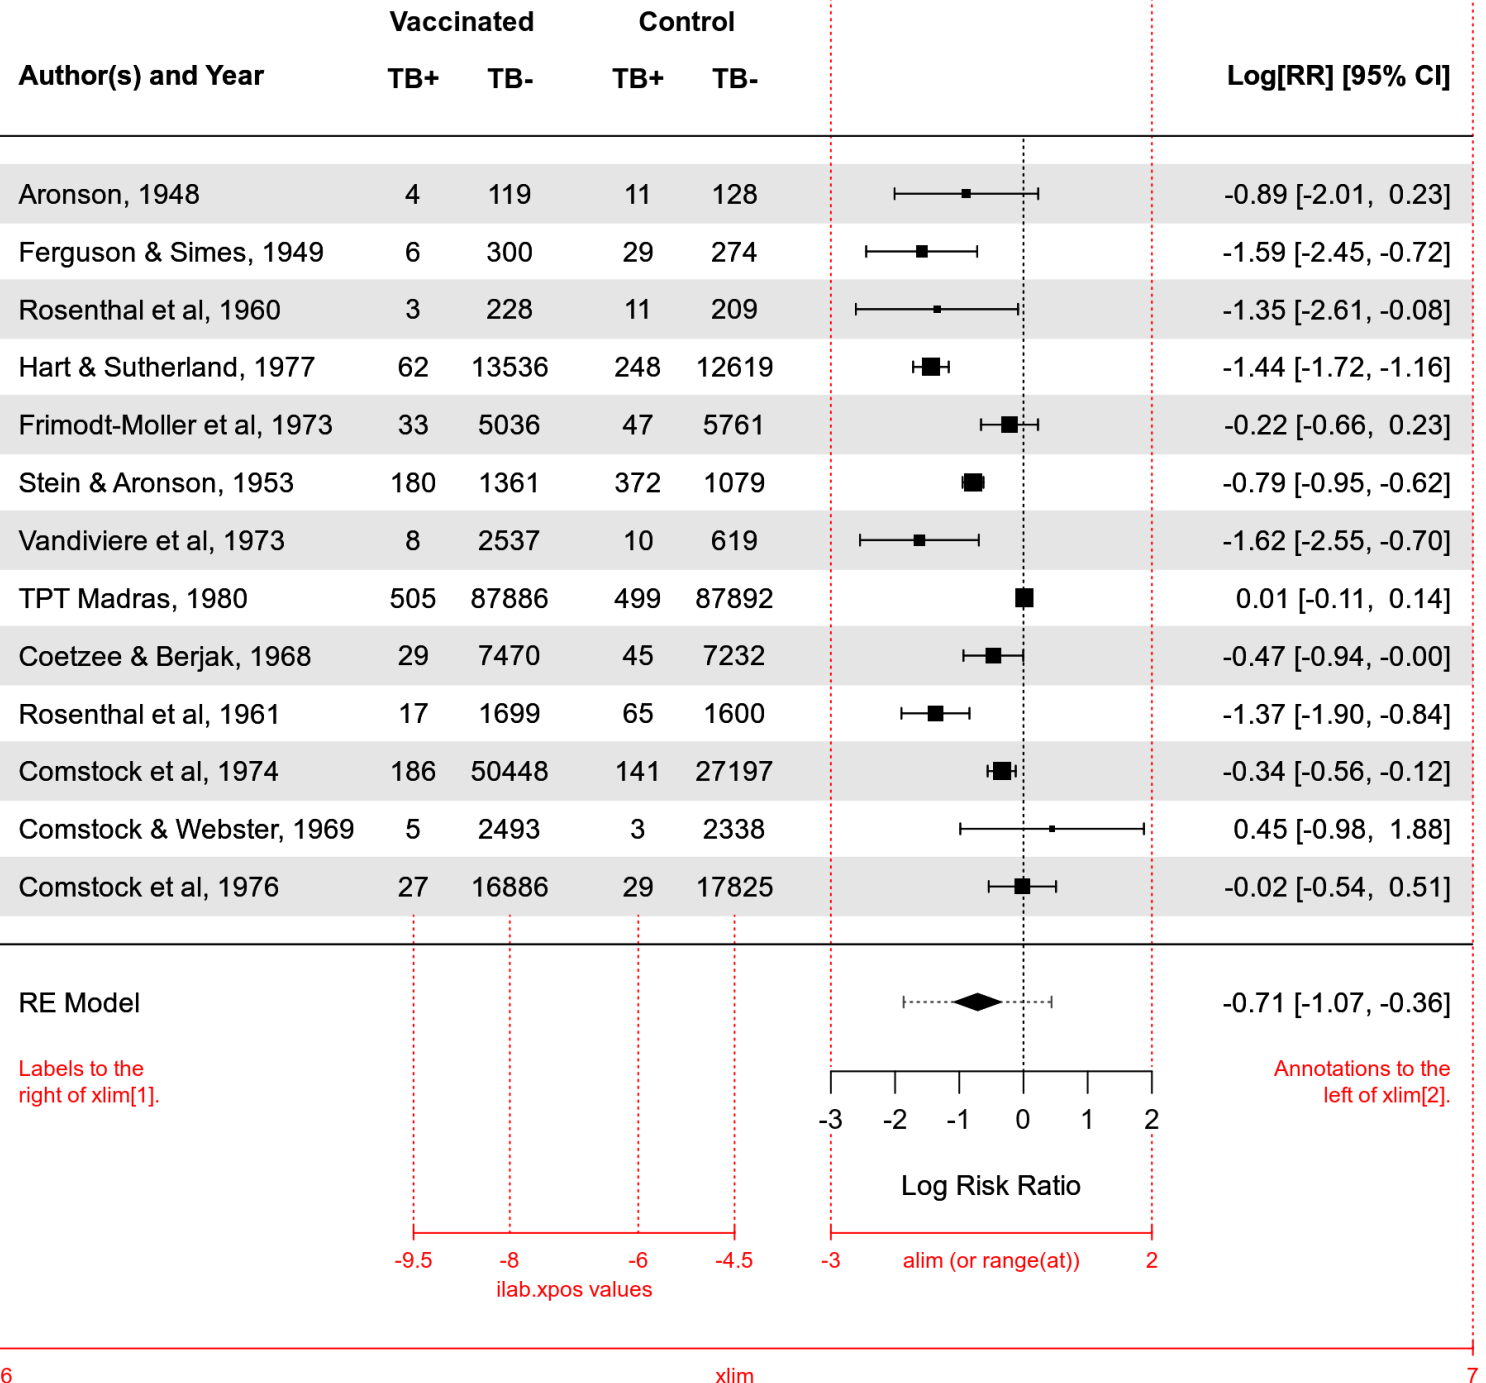 Vaccinated Control
Author(s) and Year TB+ TB- TB+ TB- Log[RR] [95% CI]
Aronson, 1948 4 119 11 128 -0.89 [-2.01, 0.23]
Ferguson & Simes, 1949 6 300 29 274 -1.59 [-2.45, -0.72]
Rosenthal et al, 1960 3 228 11 209 -1.35 [-2.61, -0.08]
Hart & Sutherland, 1977 62 13536 248 12619 -1.44 [-1.72, -1.16]
Frimodt-Moller et al, 1973 33 5036 47 5761 -0.22 [-0.66, 0.23]
Stein & Aronson, 1953 180 1361 372 1079 -0.79 [-0.95, -0.62]
Vandiviere et al, 1973 8 2537 10 619 -1.62 [-2.55, -0.70]
TPT Madras, 1980 505 87886 499 87892 0.01 [-0.11, 0.14]
Coetzee & Berjak, 1968 29 7470 45 7232 -0.47 [-0.94, -0.00]
Rosenthal et al, 1961 17 1699 65 1600 -1.37 [-1.90, -0.84]
Comstock et al, 1974 186 50448 141 27197 -0.34 [-0.56, -0.12]
Comstock & Webster, 1969 5 2493 3 2338 0.45 [-0.98, 1.88]
Comstock et al, 1976 27 16886 29 17825 -0.02 [-0.54, 0.51]
RE Model -0.71 [-1.07, -0.36]
Labels to the
right of xlim[1].
Annotations to the
left of xlim[2].
-3 -2 -1 0 1 2
Log Risk Ratio
-9.5 -8 -6 -4.5 -3 alim (or range(at)) 2
ilab.xpos values
6 xlim 7